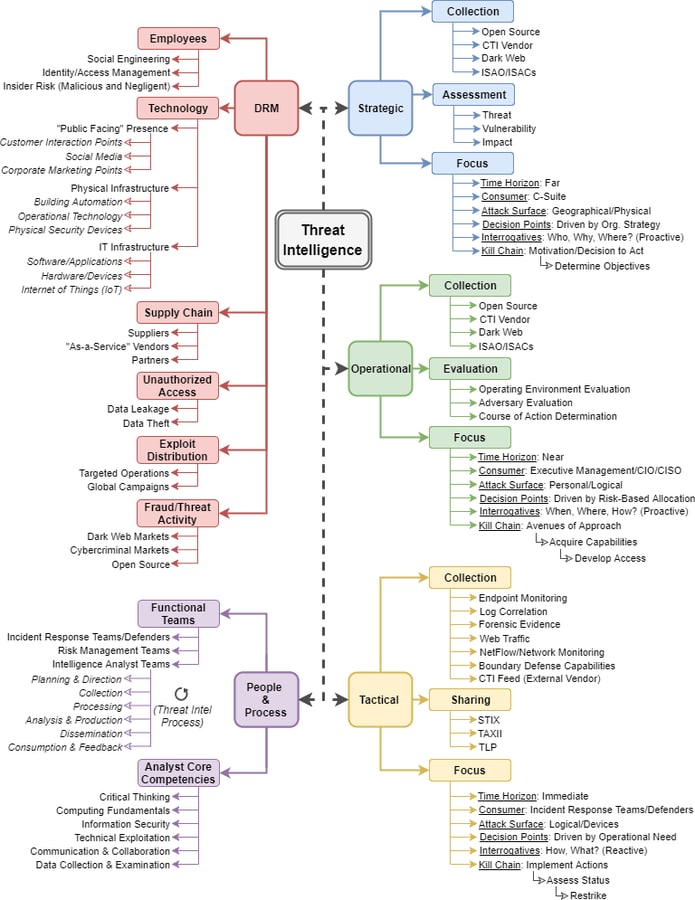 Threat
Intelligence
DRM
Employees
Social Engineering
Identity/Access Management
Insider Risk (Malicious and Negligent)
Technology
"Public Facing" Presence
Customer Interaction Points
Social Media
Corporate Marketing Points
Physical Infrastructure
Building Automation
Operational Technology
Physical Security Devices
IT Infrastructure
Software/Applications
Hardware/Devices
Internet of Things (IoT)
Supply Chain
Suppliers
"As-a-Service" Vendors
Partners
Unauthorized
Access
Data Leakage
Data Theft
Exploit
Distribution
Targeted Operations
Global Campaigns
Fraud/Threat
Activity
Dark Web Markets
Cybercriminal Markets
Open Source
People
&
Process
Functional
Teams
Incident Response Teams/Defenders
Risk Management Teams
Intelligence Analyst Teams
Planning & Direction
Collection
Processing
Analysis & Production
Dissemination
Consumption & Feedback
(Threat Intel
Process)
Analyst Core
Competencies
Critical Thinking
Computing Fundamentals
Information Security
Technical Exploitation
Communication & Collaboration
Data Collection & Examination
Strategic
Collection
Open Source
CTI Vendor
Dark Web
ISAO/ISACs
Assessment
Threat
Vulnerability
Impact
Focus
Time Horizon: Far
Consumer: C-Suite
Attack Surface: Geographical/Physical
Decision Points: Driven by Org. Strategy
Interrogatives: Who, Why, Where? (Proactive)
Kill Chain: Motivation/Decision to Act
Determine Objectives
Operational
Collection
Open Source
CTI Vendor
Dark Web
ISAO/ISACs
Evaluation
Operating Environment Evaluation
Adversary Evaluation
Course of Action Determination
Focus
Time Horizon: Near
Consumer: Executive Management/CIO/CISO
Attack Surface: Personal/Logical
Decision Points: Driven by Risk-Based Allocation
Interrogatives: When, Where, How? (Proactive)
Kill Chain: Avenues of Approach
Acquire Capabilities
Develop Access
Tactical
Collection
Endpoint Monitoring
Log Correlation
Forensic Evidence
Web Traffic
NetFlow/Network Monitoring
Boundary Defense Capabilities
CTI Feed (External Vendor)
Sharing
STIX
TAXII
TLP
Focus
Time Horizon: Immediate
Consumer: Incident Response Teams/Defenders
Attack Surface: Logical/Devices
Decision Points: Driven by Operational Need
Interrogatives: How, What? (Reactive)
Kill Chain: Implement Actions
Assess Status
Restrike